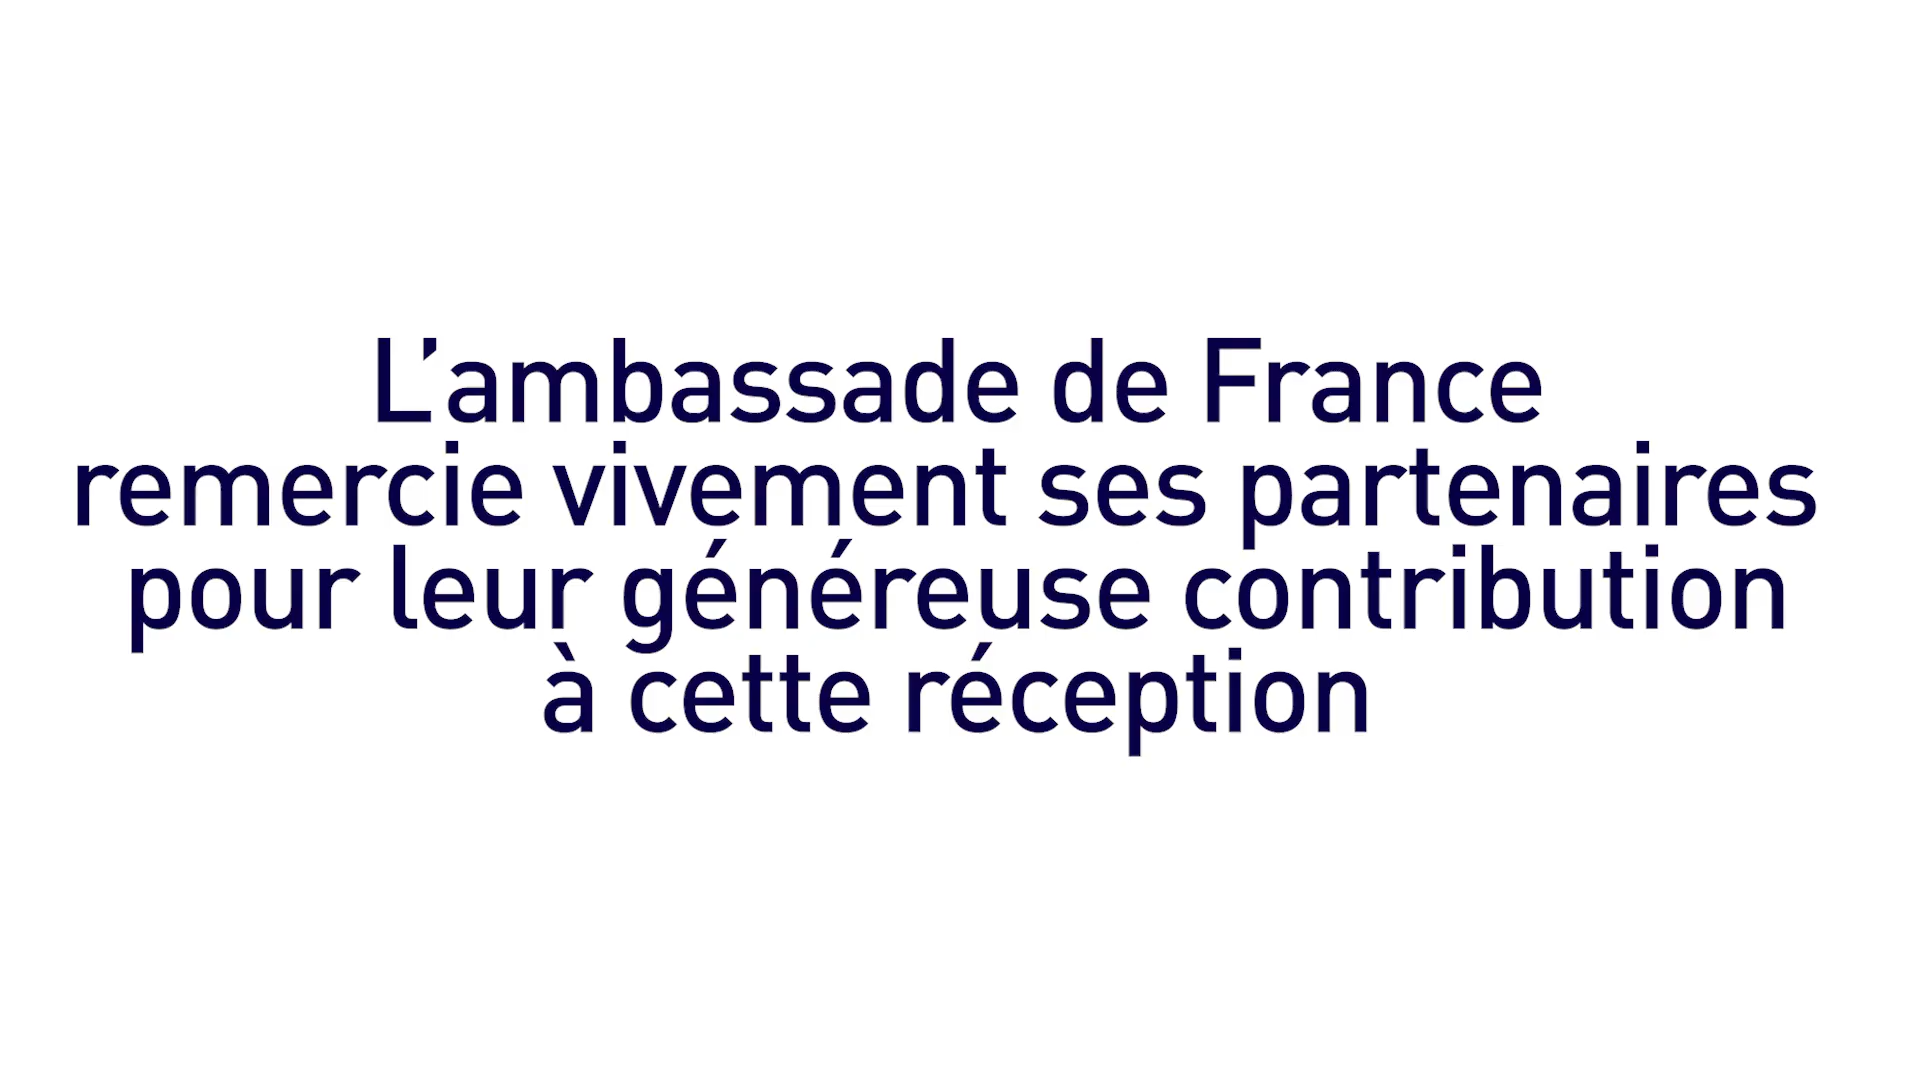 L’ambassade de France
remercie vivement ses partenaires
pour leur généreuse contribution
à cette réception